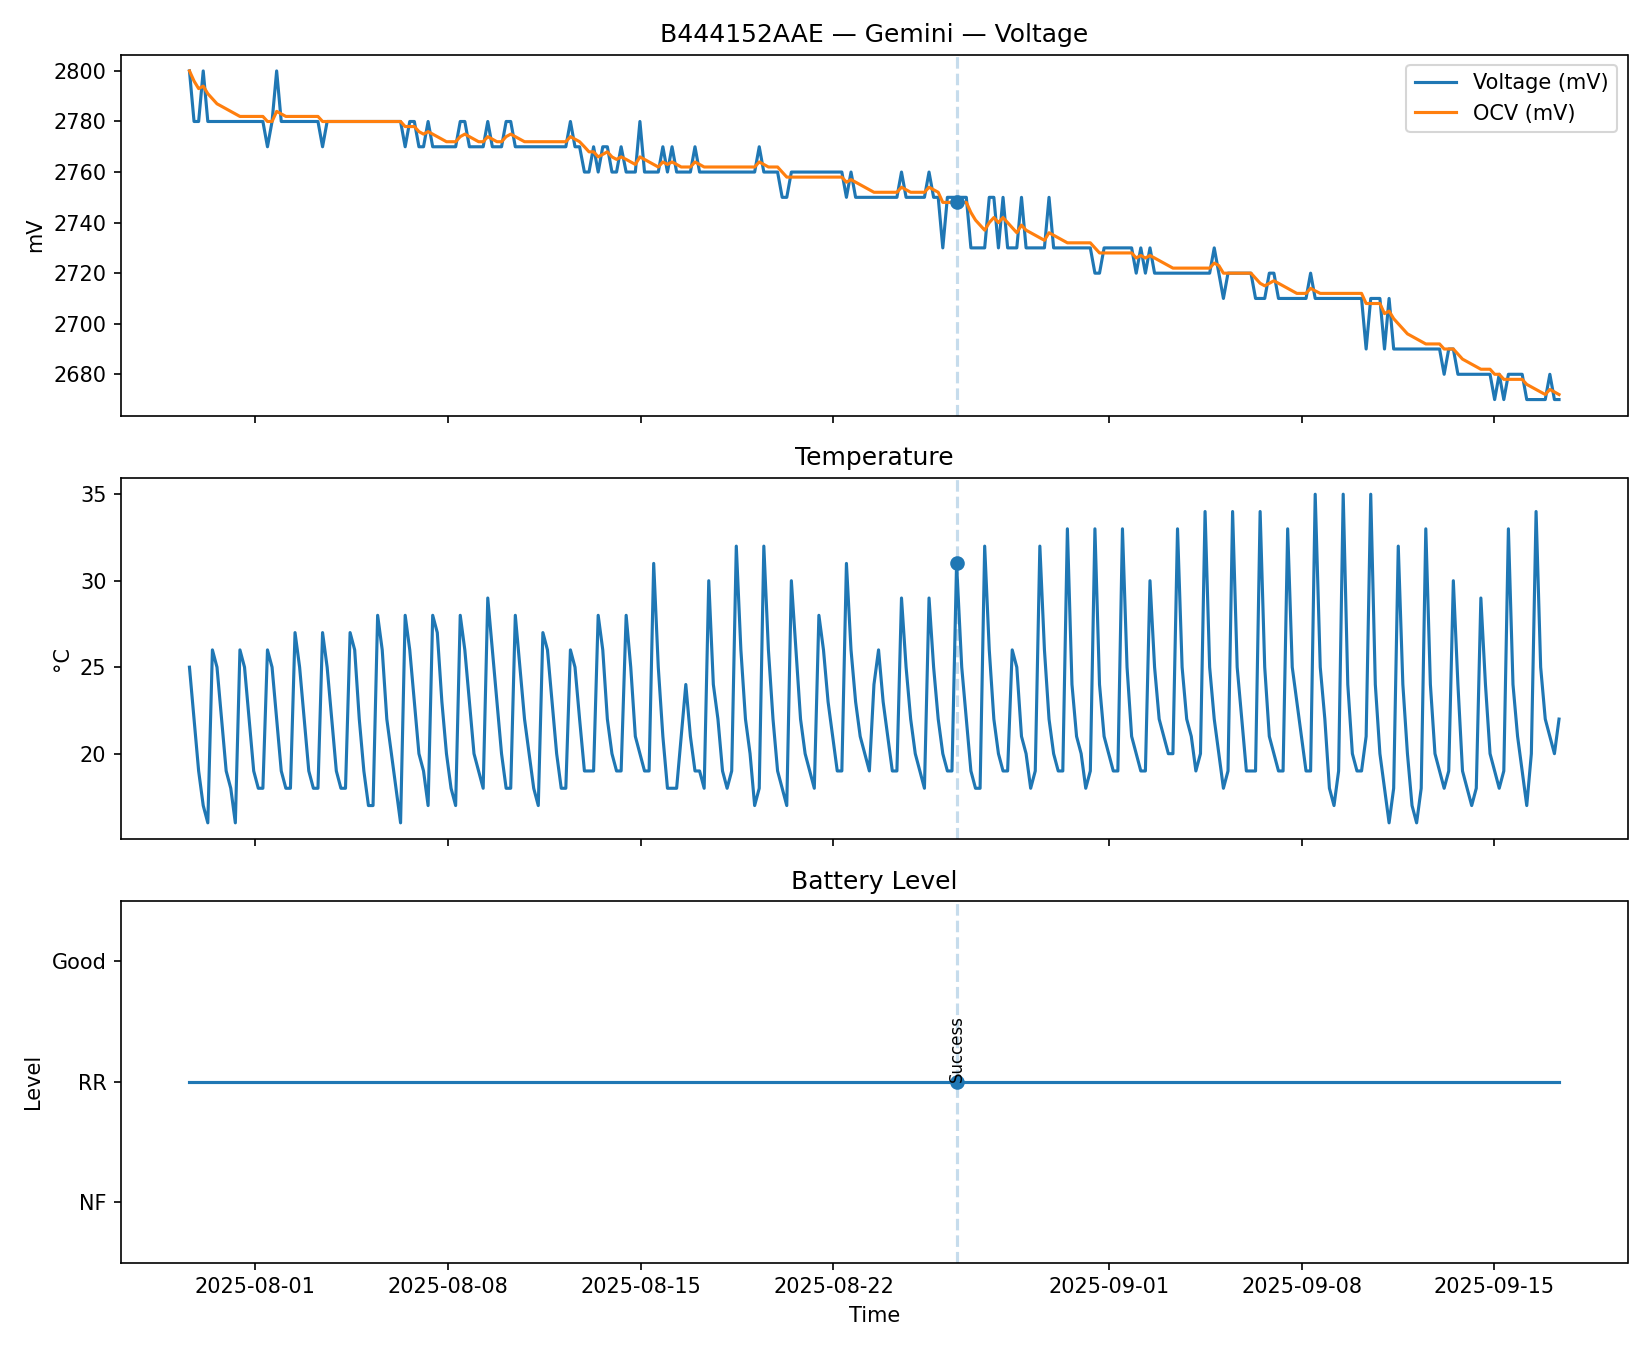 B444152AAE — Gemini — Voltage
2800
2780
2760
2740
2720
2700
2680
mV
Voltage (mV)
OCV (mV)
Temperature
35
30
25
20
°C
Battery Level
Good
RR
NF
Level
Success
2025-08-01
2025-08-08
2025-08-15
2025-08-22
2025-09-01
2025-09-08
2025-09-15
Time